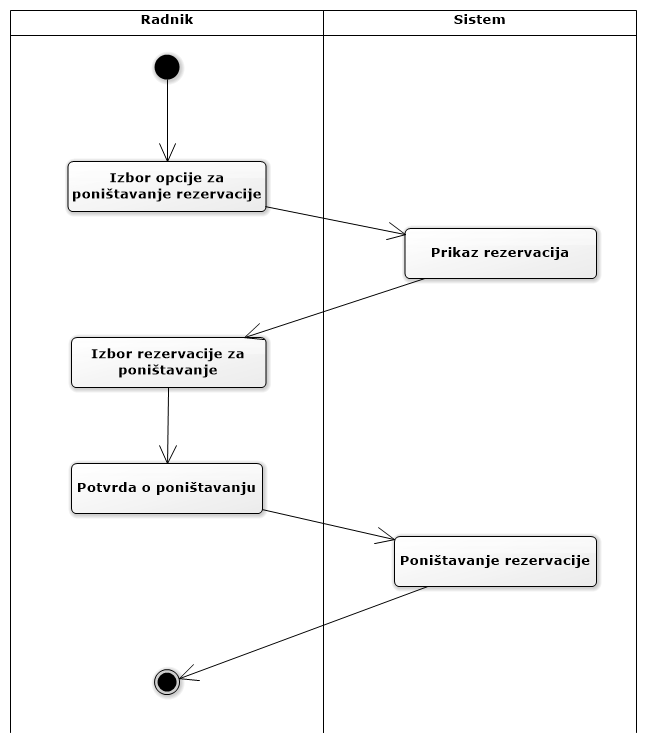 Radnik
Sistem
Izbor opcije za
poništavanje rezervacije
Prikaz rezervacija
Izbor rezervacije za
poništavanje
Potvrda o poništavanju
Poništavanje rezervacije